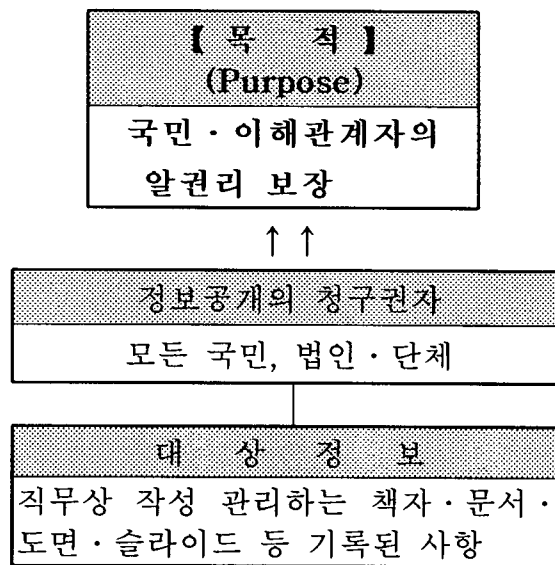 【 목 적 】
(Purpose)
국민 · 이해관계자의
알권리 보장
↑ ↑
정보공개의 청구권자
모든 국민, 법인 · 단체
대 상 정 보
직무상 작성 관리하는 책자 · 문서 ·
도면 · 슬라이드 등 기록된 사항